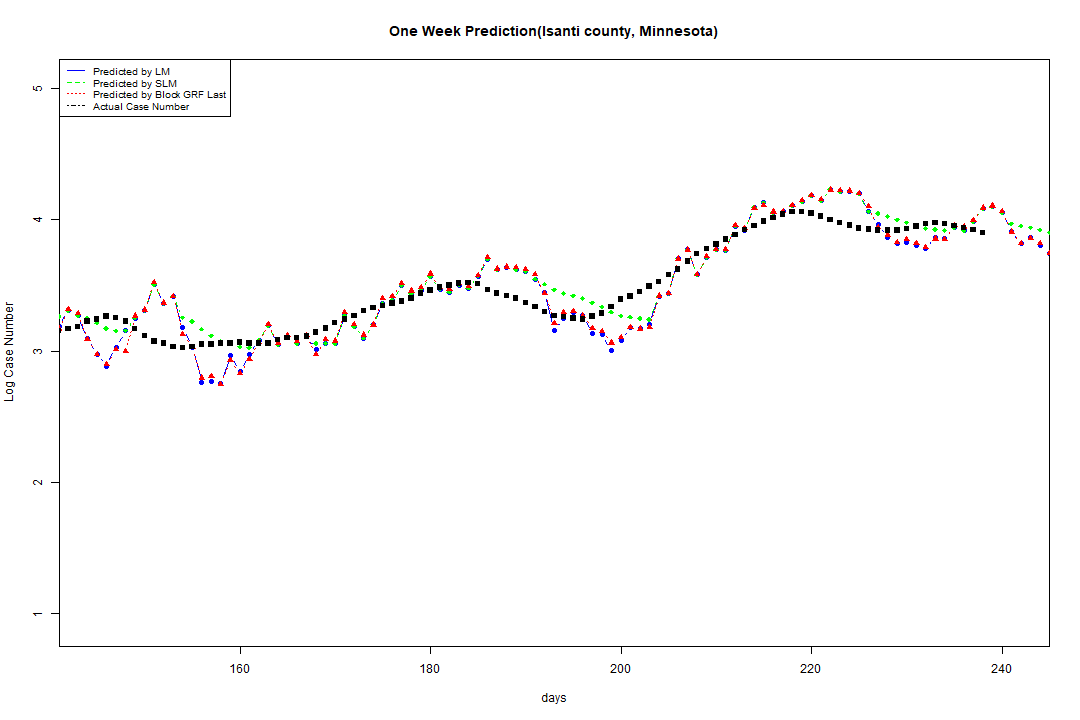 One Week Prediction(Isanti county, Minnesota)
Predicted by LM
Predicted by SLM
Predicted by Block GRF Last
Actual Case Number
5
4
3
2
1
Log Case Number
160
180
200
220
240
days